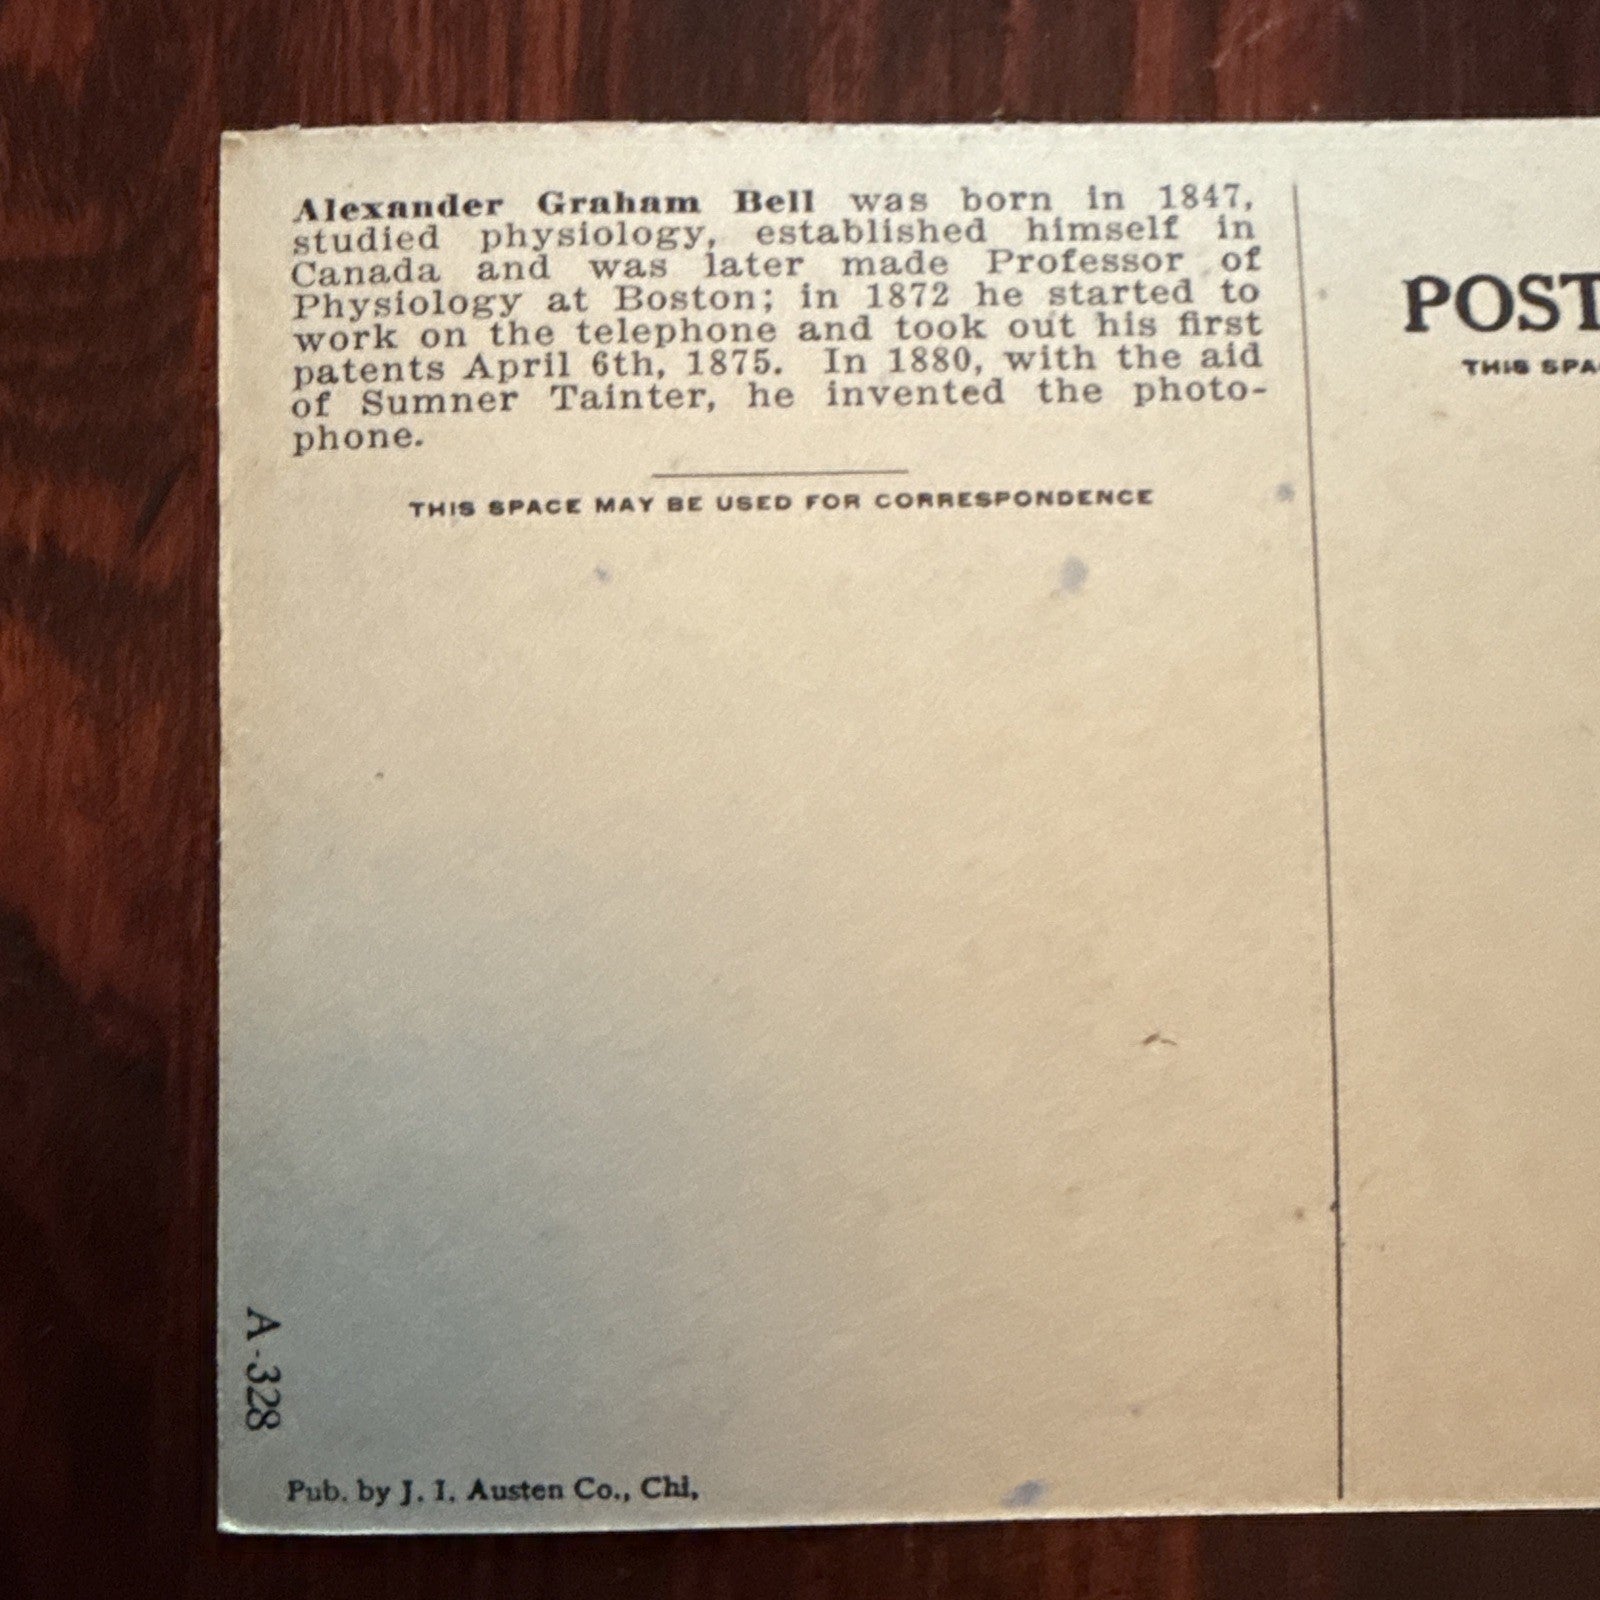 Alexander Graham Bell was born in 1847,
studied physiology, established himself in
Canada and was later made Professor of
Physiology at Boston; in 1872 he started to
work on the telephone and took out his first
patents April 6th, 1875. In 1880, with the aid
of Sumner Tainter, he invented the photo-
phone.
THIS SPACE MAY BE USED FOR CORRESPONDENCE
POST
THIS SPA
A-328
Pub. by J. I. Austen Co., Chi,